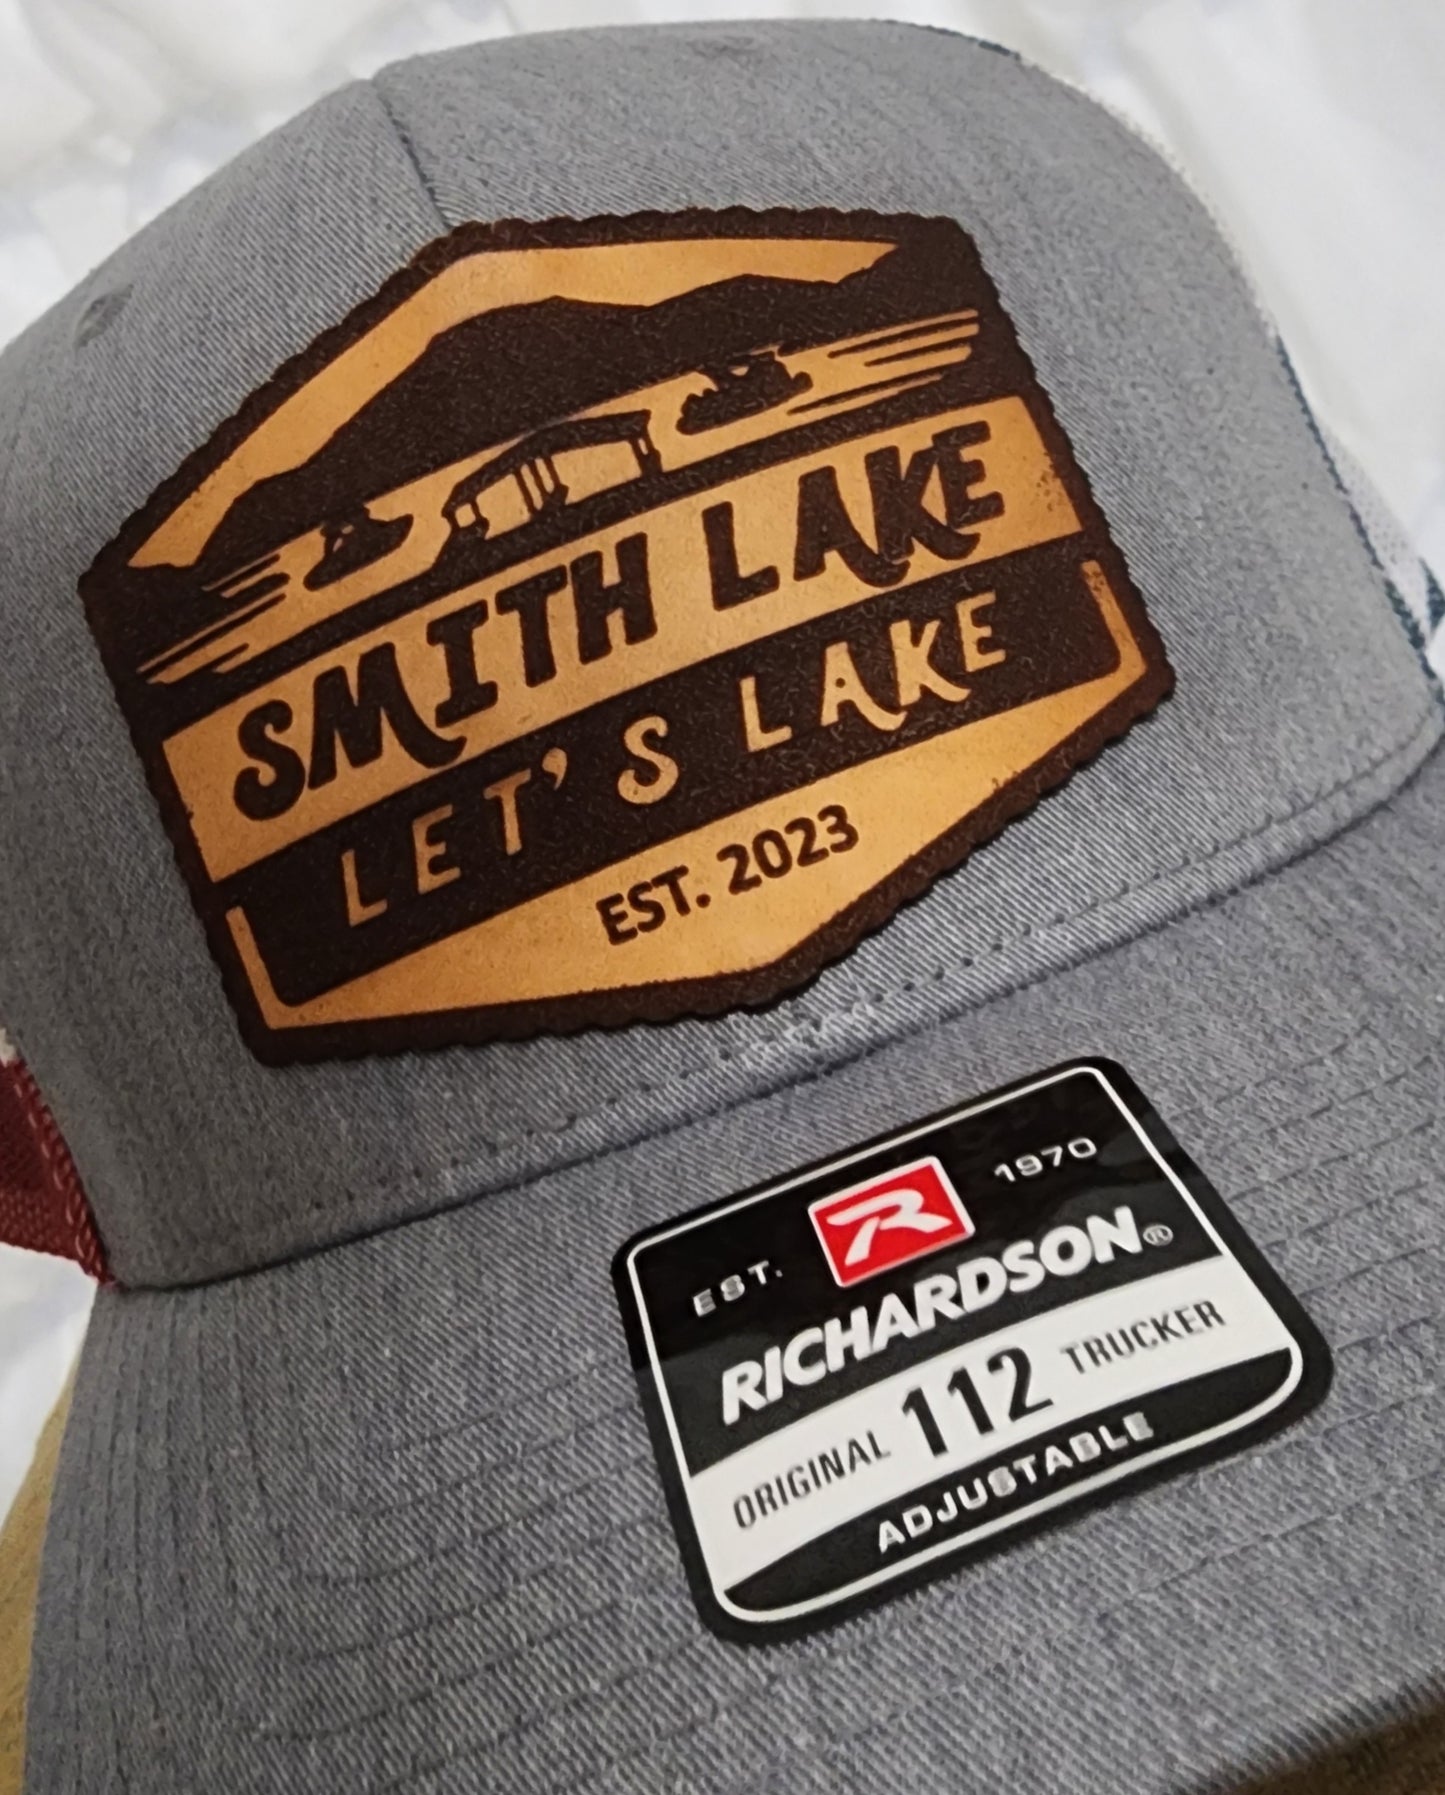 SMITH LAKE
LET'S LAKE
EST. 2023
EST. R 1970
RICHARDSON®
ORIGINAL 112 TRUCKER
ADJUSTABLE